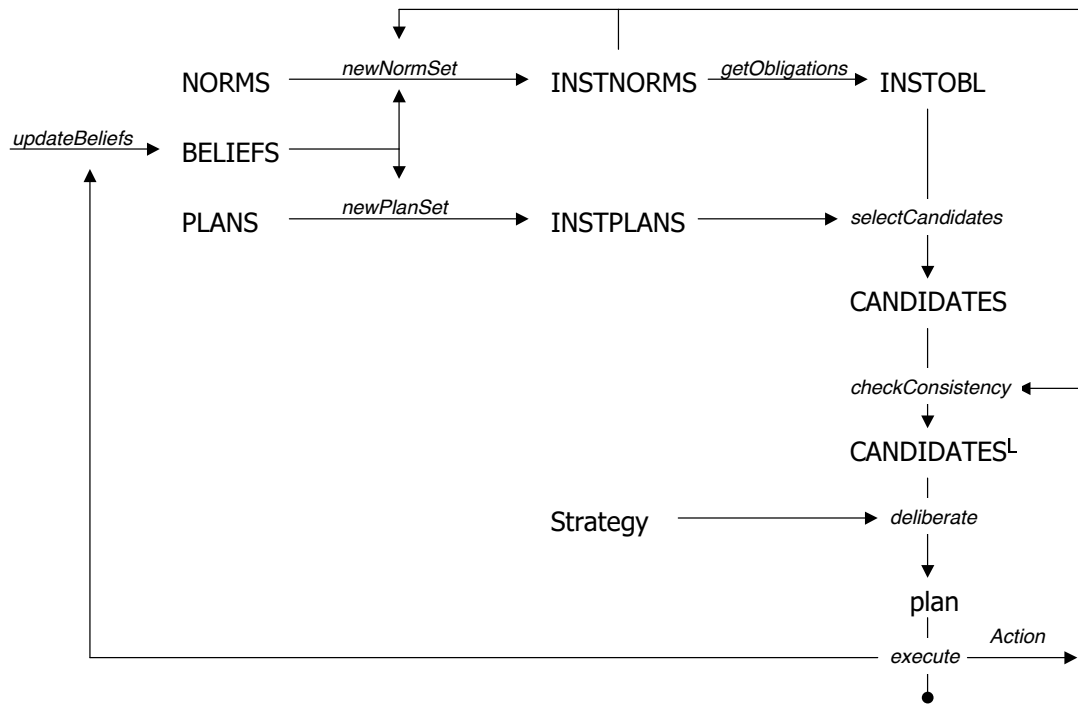 NORMS newNormSet INSTNORMS getObligations INSTOBL
updateBeliefs BELIEFS
PLANS newPlanSet INSTPLANS selectCandidates
CANDIDATES
checkConsistency
CANDIDATES└
Strategy deliberate
plan
Action
execute